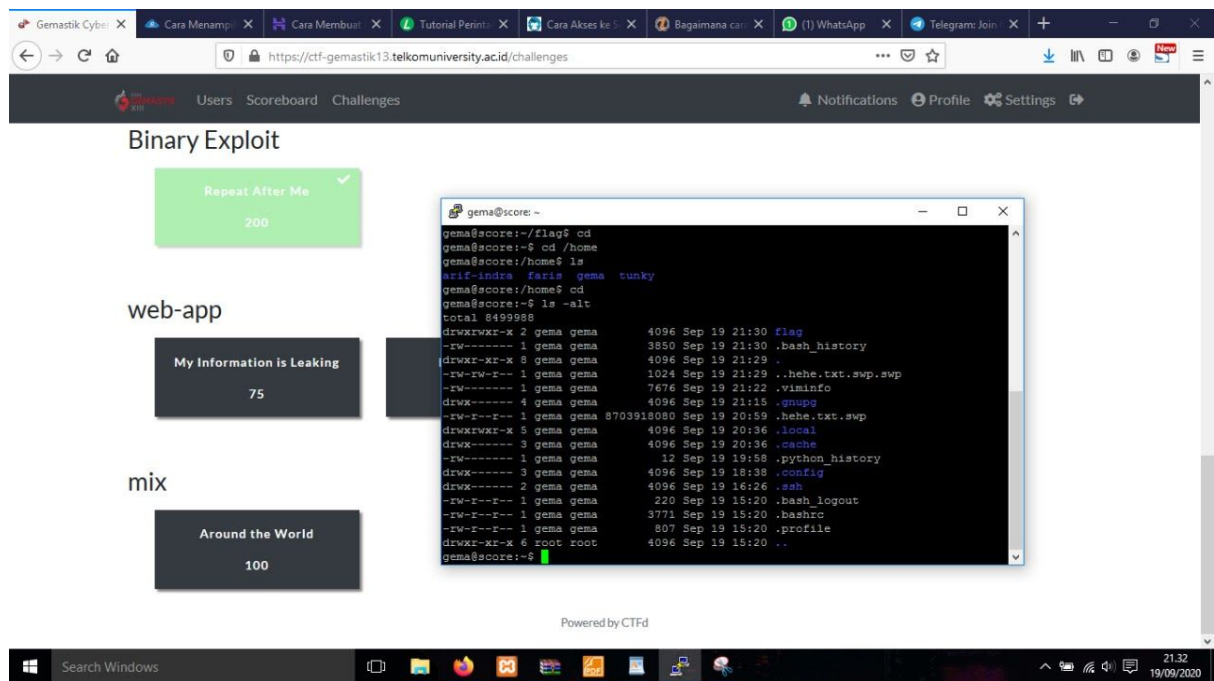 Gemastik Cyber
Cara Menampi
Cara Membuat
Tutorial Perinta
Cara Akses ke S
Bagaimana cara
(1) WhatsApp
Telegram: Join
https://ctf-gemastik13.telkomuniversity.ac.id/challenges
New
GEMASTIK
XIII
Users
Scoreboard
Challenges
Notifications
Profile
Settings
Binary Exploit
Repeat After Me
200
web-app
My Information is Leaking
75
mix
Around the World
100
gema@score: ~
gema@score:~/flag$ cd
gema@score:~$ cd /home
gema@score:/home$ ls
arif-indra faris gema tunky
gema@score:/home$ cd
gema@score:~$ ls -alt
total 8499988
drwxrwxr-x 2 gema gema 4096 Sep 19 21:30 flag
-rw------- 1 gema gema 3850 Sep 19 21:30 .bash_history
drwxr-xr-x 8 gema gema 4096 Sep 19 21:29 .
-rw-rw-r-- 1 gema gema 1024 Sep 19 21:29 ..hehe.txt.swp.swp
-rw------- 1 gema gema 7676 Sep 19 21:22 .viminfo
drwx------ 4 gema gema 4096 Sep 19 21:15 .gnupg
-rw-r--r-- 1 gema gema 8703918080 Sep 19 20:59 .hehe.txt.swp
drwxrwxr-x 5 gema gema 4096 Sep 19 20:36 .local
drwx------ 3 gema gema 4096 Sep 19 20:36 .cache
-rw------- 1 gema gema 12 Sep 19 19:58 .python_history
drwx------ 3 gema gema 4096 Sep 19 18:38 .config
drwx------ 2 gema gema 4096 Sep 19 16:26 .ssh
-rw-r--r-- 1 gema gema 220 Sep 19 15:20 .bash_logout
-rw-r--r-- 1 gema gema 3771 Sep 19 15:20 .bashrc
-rw-r--r-- 1 gema gema 807 Sep 19 15:20 .profile
drwxr-xr-x 6 root root 4096 Sep 19 15:20 ..
gema@score:~$
Powered by CTFd
Search Windows
21.32
19/09/2020